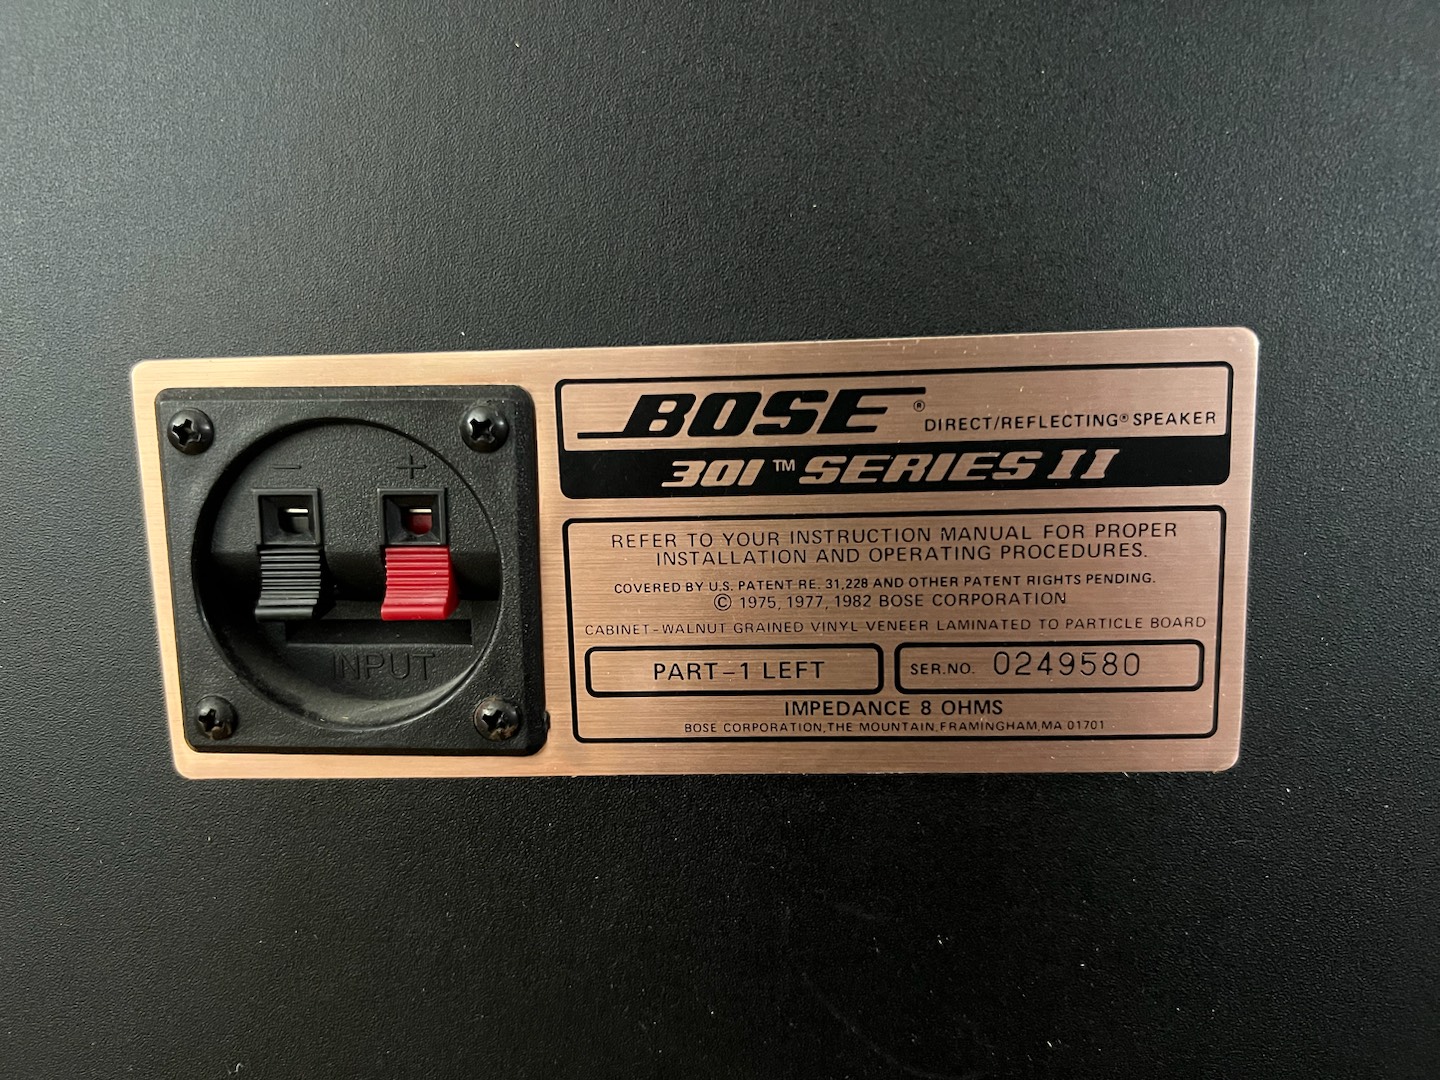 − +
INPUT
BOSE® DIRECT/REFLECTING® SPEAKER
301™ SERIES II
REFER TO YOUR INSTRUCTION MANUAL FOR PROPER
INSTALLATION AND OPERATING PROCEDURES.
COVERED BY U.S. PATENT RE. 31,228 AND OTHER PATENT RIGHTS PENDING.
© 1975, 1977, 1982 BOSE CORPORATION
CABINET-WALNUT GRAINED VINYL VENEER LAMINATED TO PARTICLE BOARD
PART-1 LEFT
SER.NO. 0249580
IMPEDANCE 8 OHMS
BOSE CORPORATION,THE MOUNTAIN,FRAMINGHAM,MA 01701